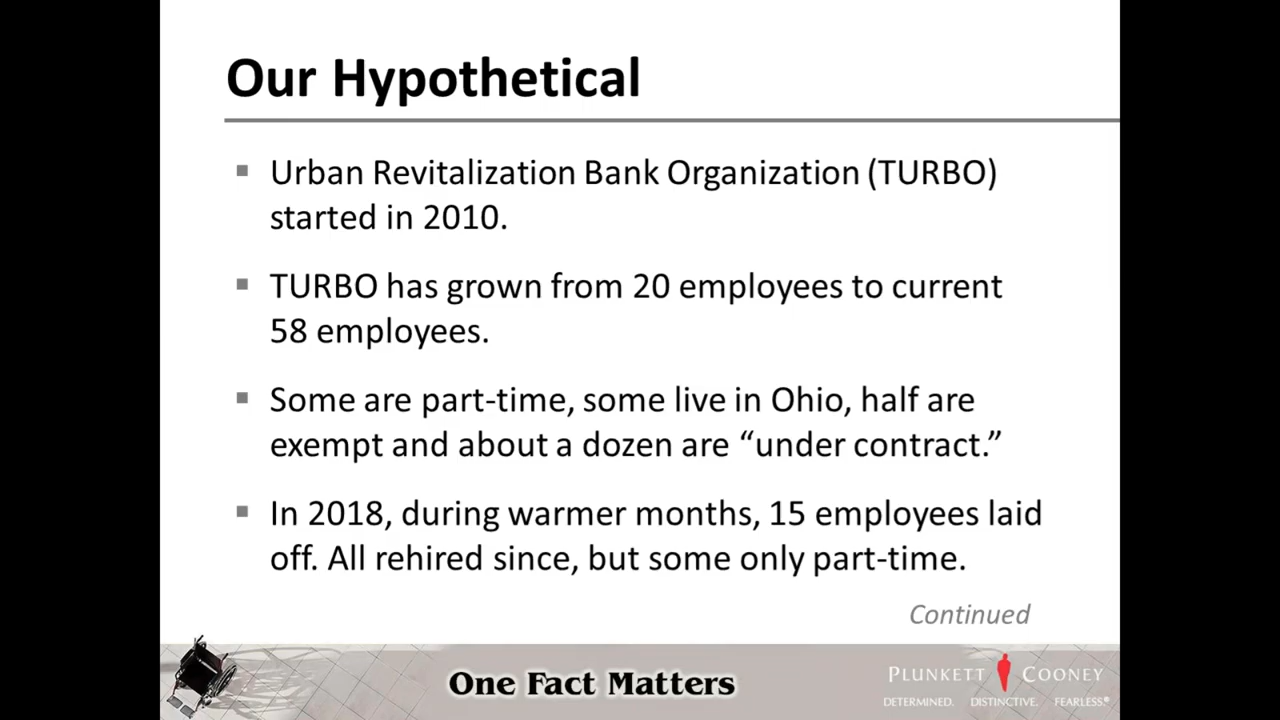 Our Hypothetical
Urban Revitalization Bank Organization (TURBO)
started in 2010.
TURBO has grown from 20 employees to current
58 employees.
Some are part-time, some live in Ohio, half are
exempt and about a dozen are “under contract.”
In 2018, during warmer months, 15 employees laid
off. All rehired since, but some only part-time.
Continued
One Fact Matters
PLUNKETT COONEY
DETERMINED. DISTINCTIVE. FEARLESS.®